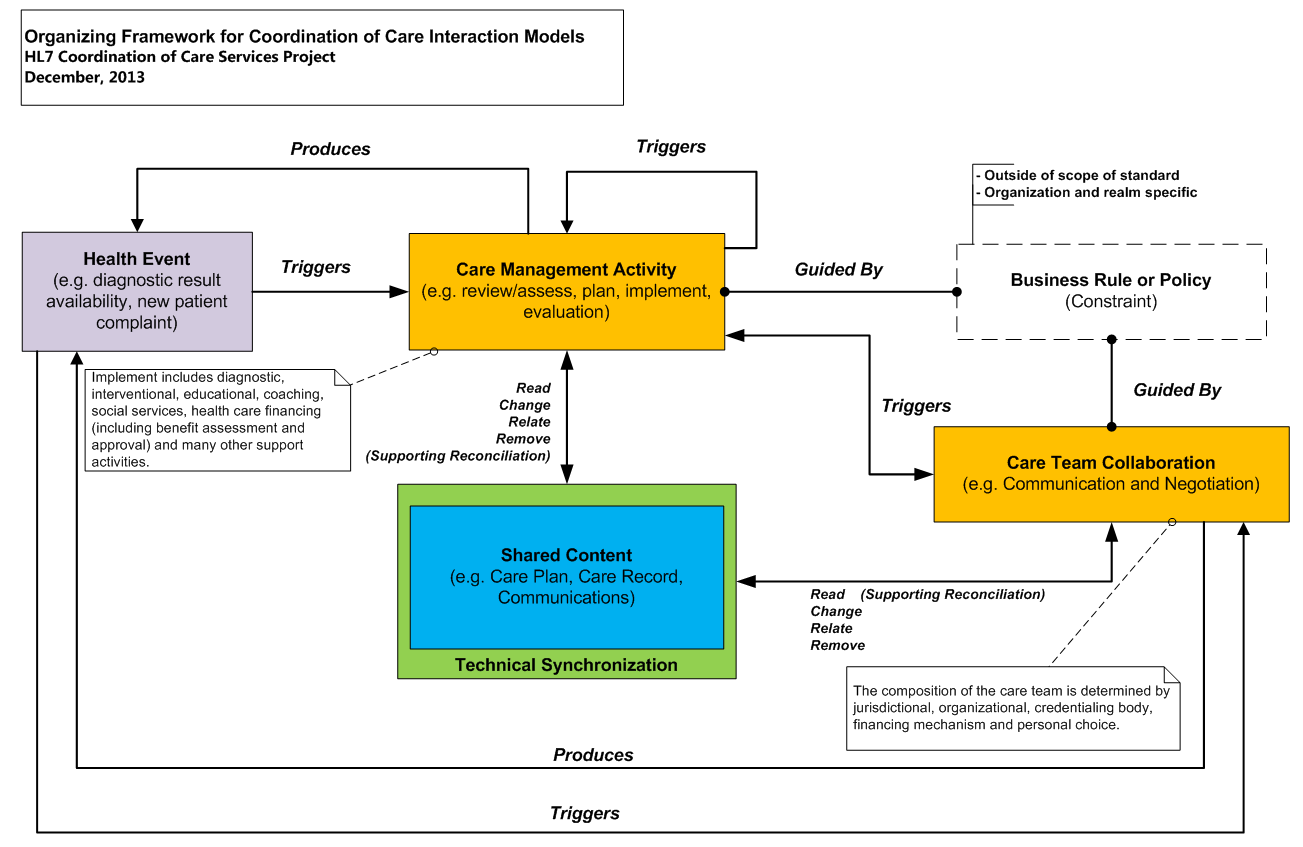 Organizing Framework for Coordination of Care Interaction Models
HL7 Coordination of Care Services Project
December, 2013
Produces
Triggers
- Outside of scope of standard
- Organization and realm specific
Health Event
(e.g. diagnostic result
availability, new patient
complaint)
Triggers
Care Management Activity
(e.g. review/assess, plan, implement,
evaluation)
Guided By
Business Rule or Policy
(Constraint)
Implement includes diagnostic,
interventional, educational, coaching,
social services, health care financing
(including benefit assessment and
approval) and many other support
activities.
Read
Change
Relate
Remove
(Supporting Reconciliation)
Triggers
Guided By
Care Team Collaboration
(e.g. Communication and Negotiation)
Shared Content
(e.g. Care Plan, Care Record,
Communications)
Technical Synchronization
Read (Supporting Reconciliation)
Change
Relate
Remove
The composition of the care team is determined by
jurisdictional, organizational, credentialing body,
financing mechanism and personal choice.
Produces
Triggers